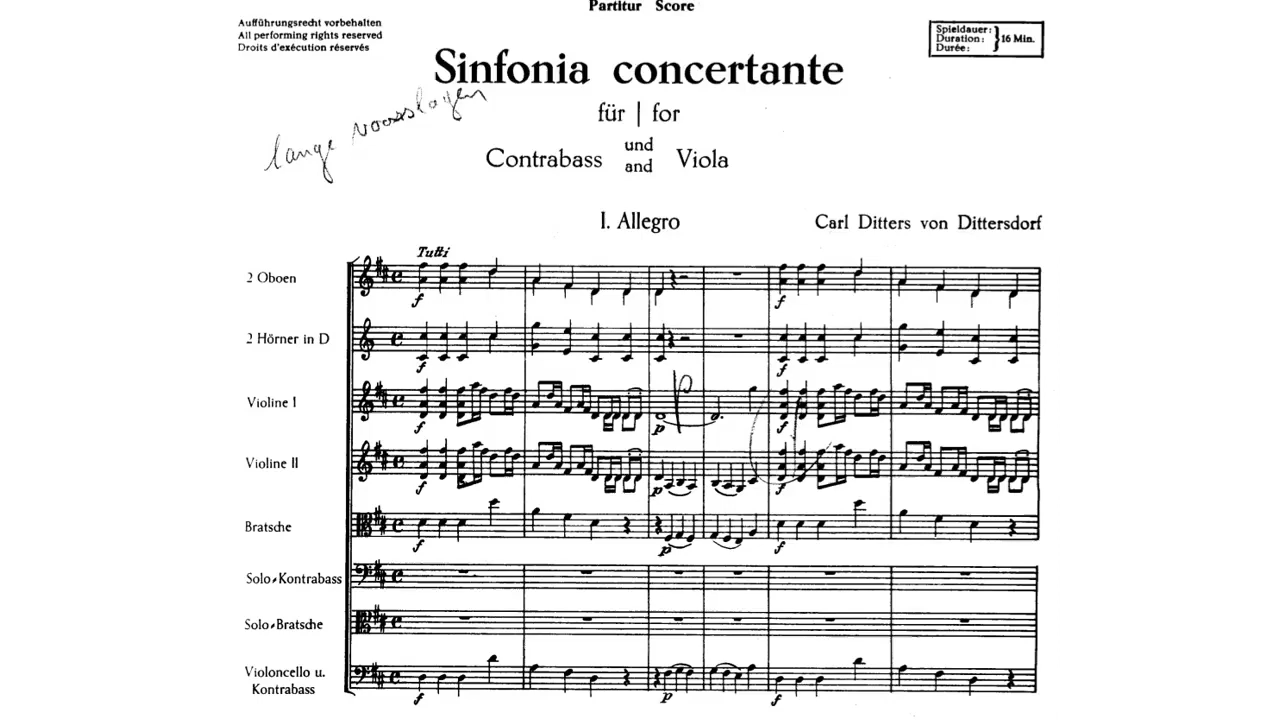 Partitur Score
Aufführungsrecht vorbehalten
All performing rights reserved
Droits d'exécution réservés
Spieldauer:
Duration: 16 Min.
Durée:
Sinfonia concertante
lange voorslagen
für | for
und
Contrabass and Viola
I. Allegro
Carl Ditters von Dittersdorf
Tutti
2 Oboen
f f
2 Hörner in D
f f
Violine I
f p f
Violine II
f p f
Bratsche
f p f
Solo-Kontrabass
Solo-Bratsche
Violoncello u.
Kontrabass
f p f